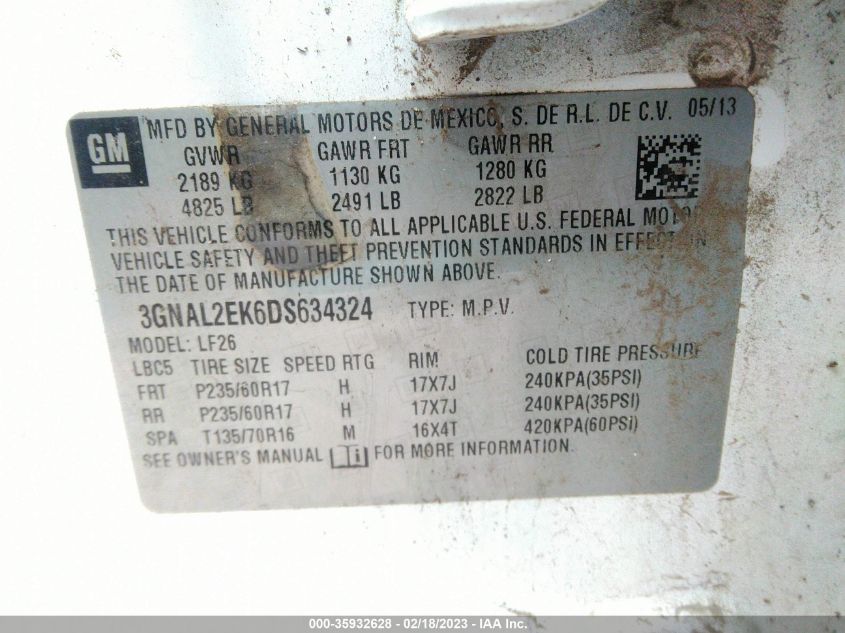 GM
MFD BY GENERAL MOTORS DE MEXICO, S. DE R.L. DE C.V. 05/13
GVWR GAWR FRT GAWR RR
2189 KG 1130 KG 1280 KG
4825 LB 2491 LB 2822 LB
THIS VEHICLE CONFORMS TO ALL APPLICABLE U.S. FEDERAL MOTOR
VEHICLE SAFETY AND THEFT PREVENTION STANDARDS IN EFFECT ON
THE DATE OF MANUFACTURE SHOWN ABOVE.
3GNAL2EK6DS634324 TYPE: M.P.V.
MODEL: LF26
LBC5 TIRE SIZE SPEED RTG RIM COLD TIRE PRESSURE
FRT P235/60R17 H 17X7J 240KPA(35PSI)
RR P235/60R17 H 17X7J 240KPA(35PSI)
SPA T135/70R16 M 16X4T 420KPA(60PSI)
SEE OWNER'S MANUAL i FOR MORE INFORMATION.
000-35932628 - 02/18/2023 - IAA Inc.